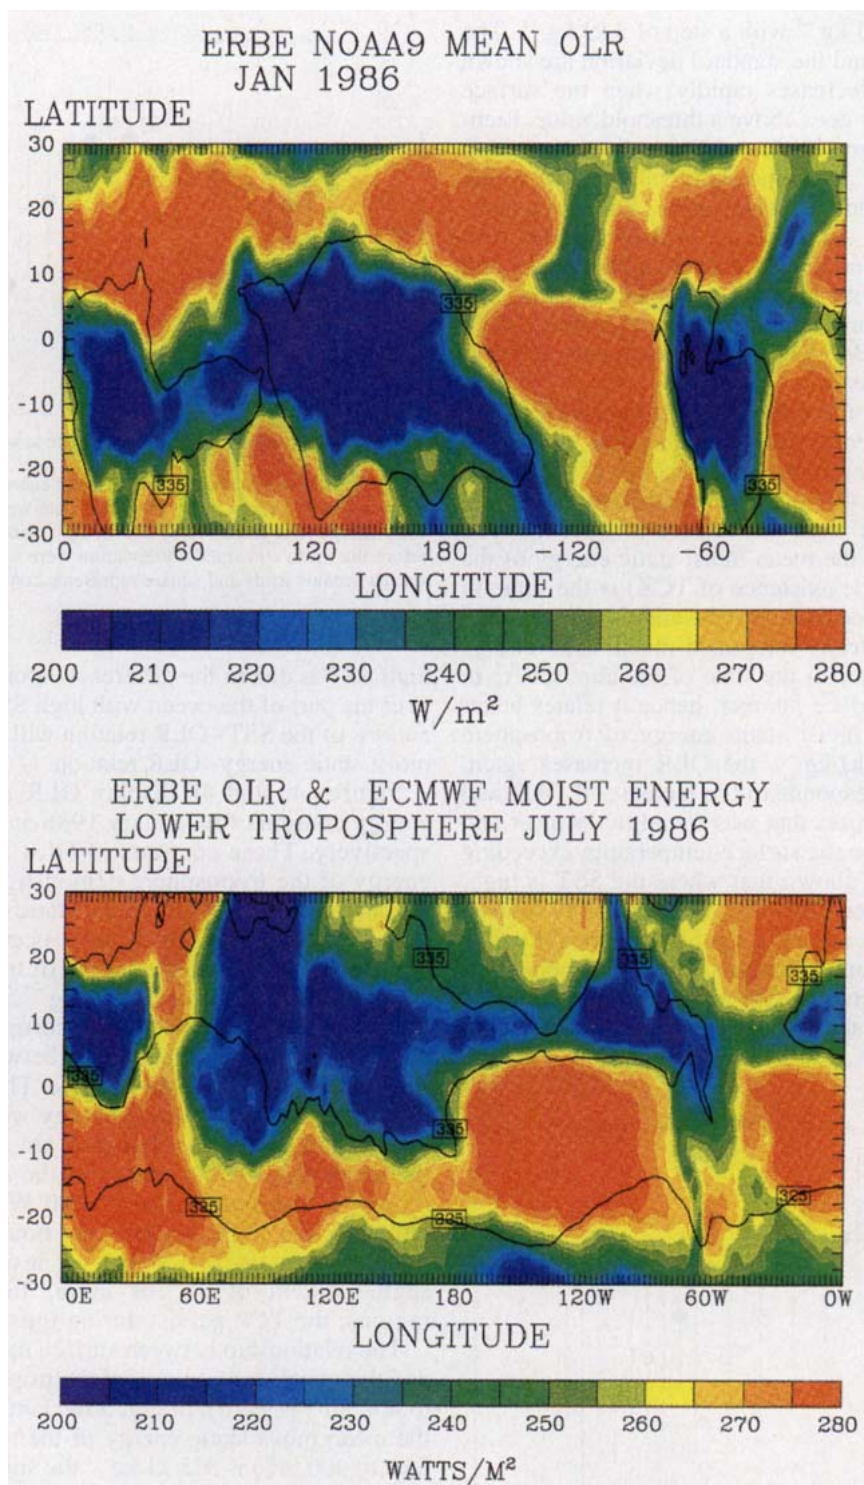 ERBE NOAA9 MEAN OLR
JAN 1986
LATITUDE
30
20
10
0
-10
-20
-30
335
335
335
0 60 120 180 -120 -60 0
LONGITUDE
200 210 220 230 240 250 260 270 280
W/m²
ERBE OLR & ECMWF MOIST ENERGY
LOWER TROPOSPHERE JULY 1986
LATITUDE
30
20
10
0
-10
-20
-30
335
335
335
335
335
325
325
325
0E 60E 120E 180 120W 60W 0W
LONGITUDE
200 210 220 230 240 250 260 270 280
WATTS/M²